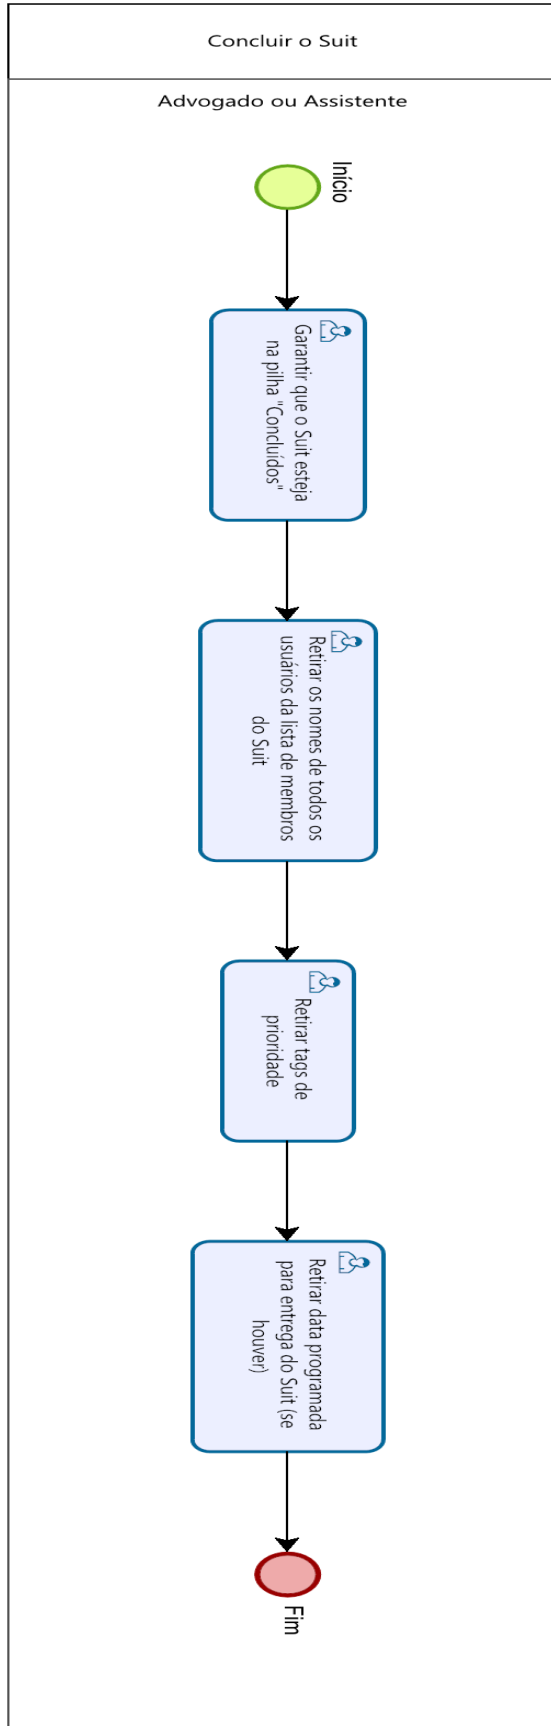 Concluir o Suit
Advogado ou Assistente
Início
Garantir que o Suit esteja
na pilha "Concluídos"
Retirar os nomes de todos os
usuários da lista de membros
do Suit
Retirar tags de
prioridade
Retirar data programada
para entrega do Suit (se
houver)
Fim